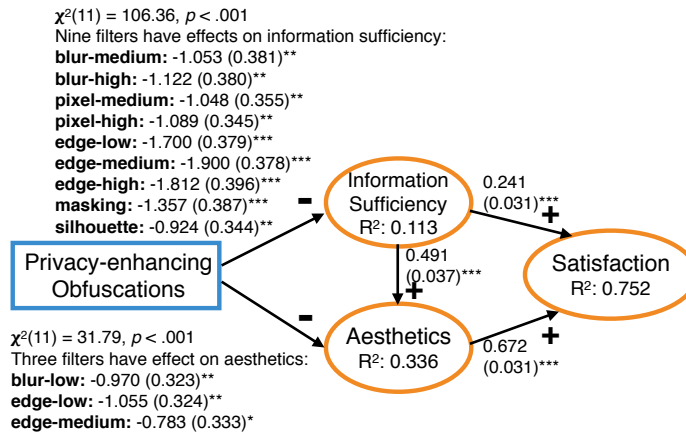 χ²(11) = 106.36, p < .001
Nine filters have effects on information sufficiency:
blur-medium: -1.053 (0.381)**
blur-high: -1.122 (0.380)**
pixel-medium: -1.048 (0.355)**
pixel-high: -1.089 (0.345)**
edge-low: -1.700 (0.379)***
edge-medium: -1.900 (0.378)***
edge-high: -1.812 (0.396)***
masking: -1.357 (0.387)***
silhouette: -0.924 (0.344)**
Privacy-enhancing
Obfuscations
-
-
Information
Sufficiency
R²: 0.113
0.241
(0.031)***
+
0.491
(0.037)***
+
Satisfaction
R²: 0.752
Aesthetics
R²: 0.336
+
0.672
(0.031)***
χ²(11) = 31.79, p < .001
Three filters have effect on aesthetics:
blur-low: -0.970 (0.323)**
edge-low: -1.055 (0.324)**
edge-medium: -0.783 (0.333)*